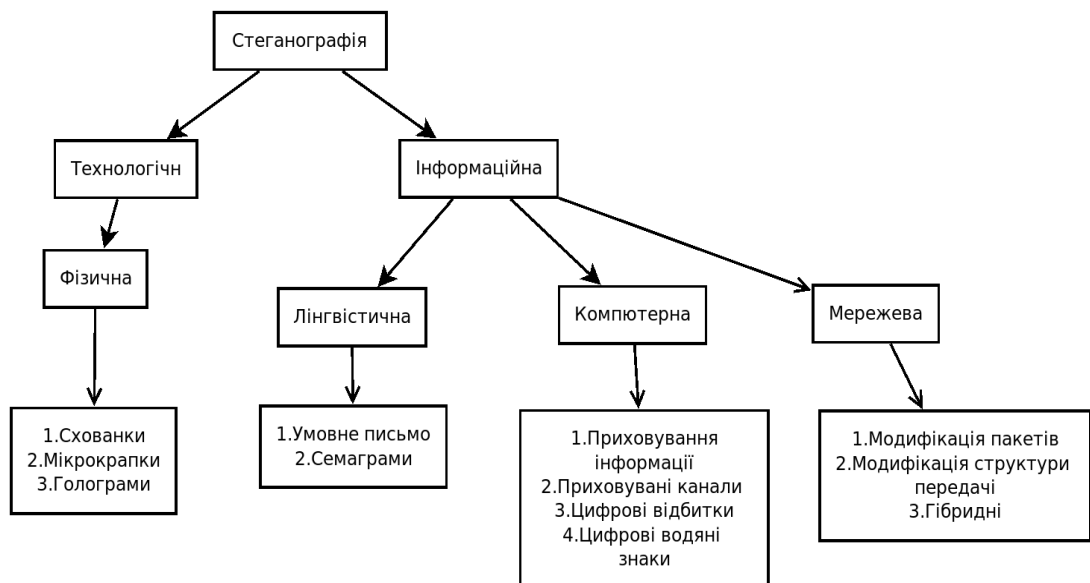 Стеганографія
Технологічн
Інформаційна
Фізична
Лінгвістична
Компютерна
Мережева
1.Схованки
2.Мікрокрапки
3.Голограми
1.Умовне письмо
2.Семаграми
1.Приховування
інформації
2.Приховувані канали
3.Цифрові відбитки
4.Цифрові водяні
знаки
1.Модифікація пакетів
2.Модифікація структури
передачі
3.Гібридні